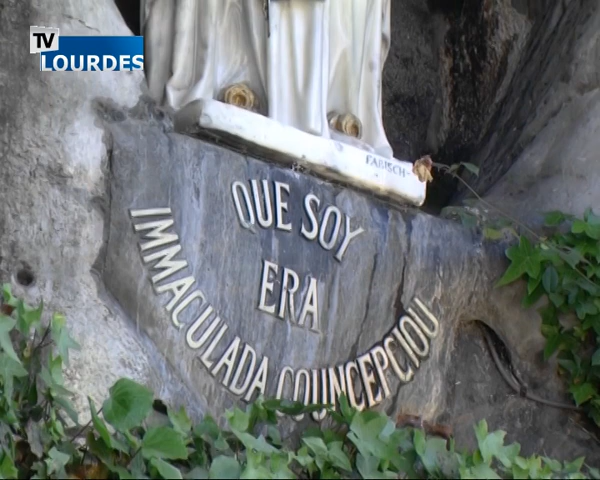 TV
LOURDES
FABISCH-
QUE SOY
ERA
IMMACULADA COUNCEPCIOU